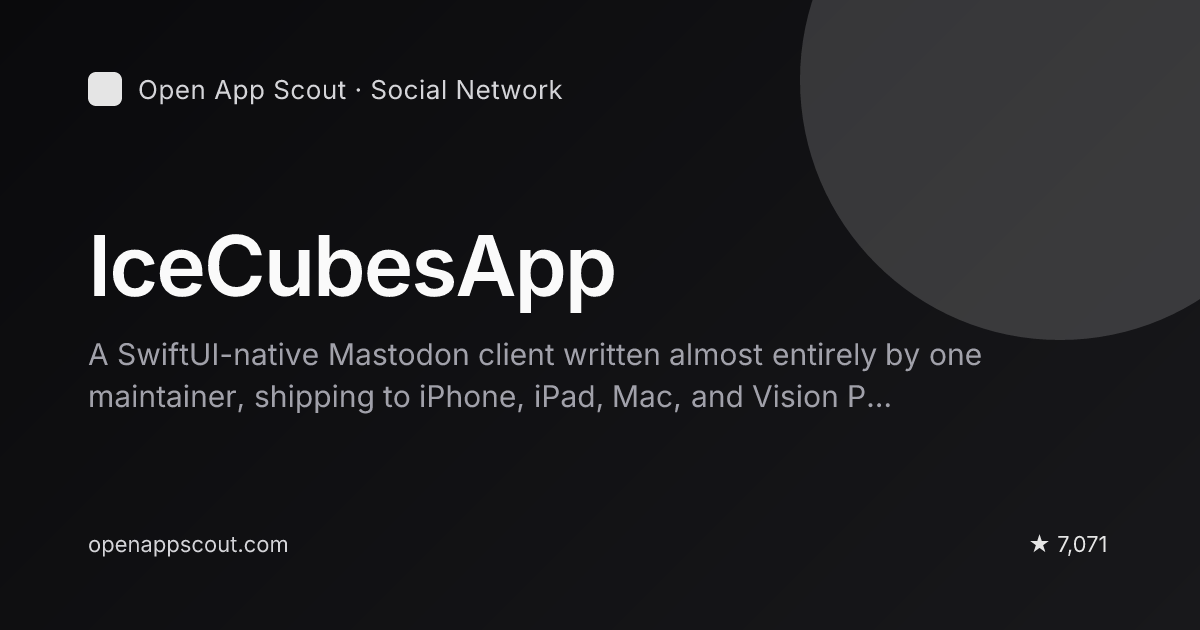 Open App Scout · Social Network
IceCubesApp
A SwiftUI-native Mastodon client written almost entirely by one
maintainer, shipping to iPhone, iPad, Mac, and Vision P...
openappscout.com
★ 7,071